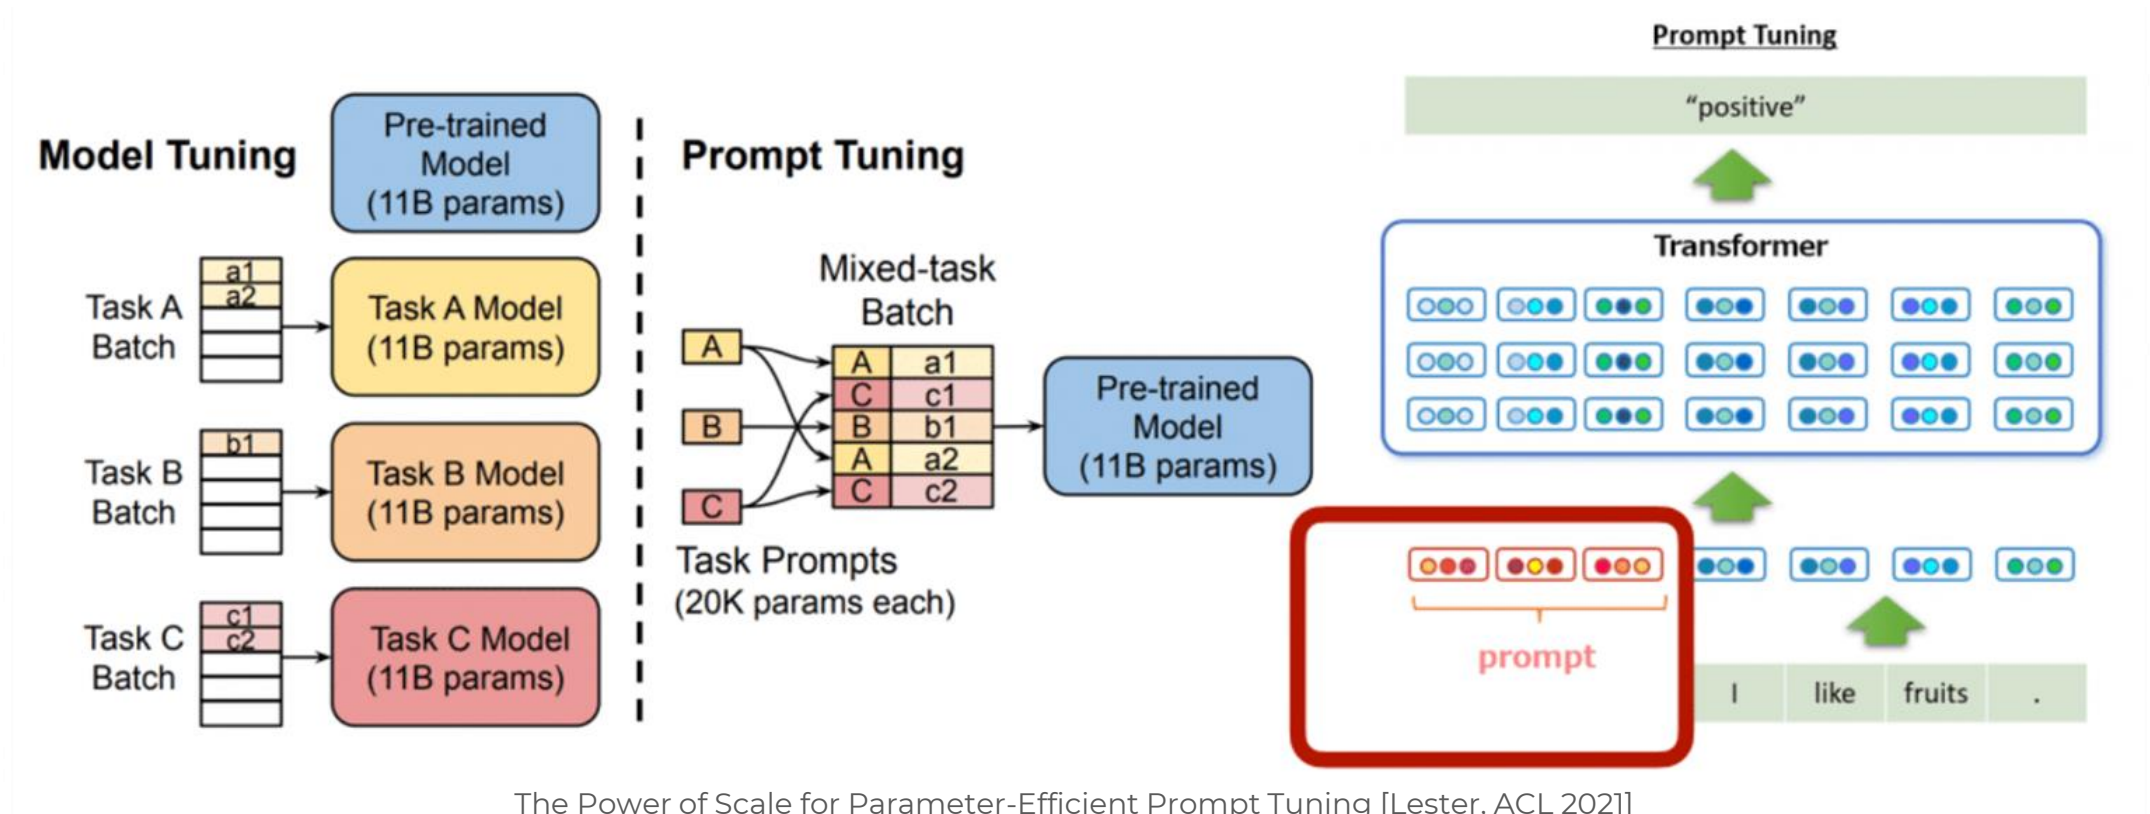 Model Tuning
Pre-trained
Model
(11B params)
Task A
Batch
a1
a2
Task A Model
(11B params)
Task B
Batch
b1
Task B Model
(11B params)
Task C
Batch
c1
c2
Task C Model
(11B params)
Prompt Tuning
Mixed-task
Batch
A
B
C
A a1
C c1
B b1
A a2
C c2
Pre-trained
Model
(11B params)
Task Prompts
(20K params each)
Prompt Tuning
“positive”
Transformer
prompt
I like fruits .
The Power of Scale for Parameter-Efficient Prompt Tuning [Lester, ACL 2021]